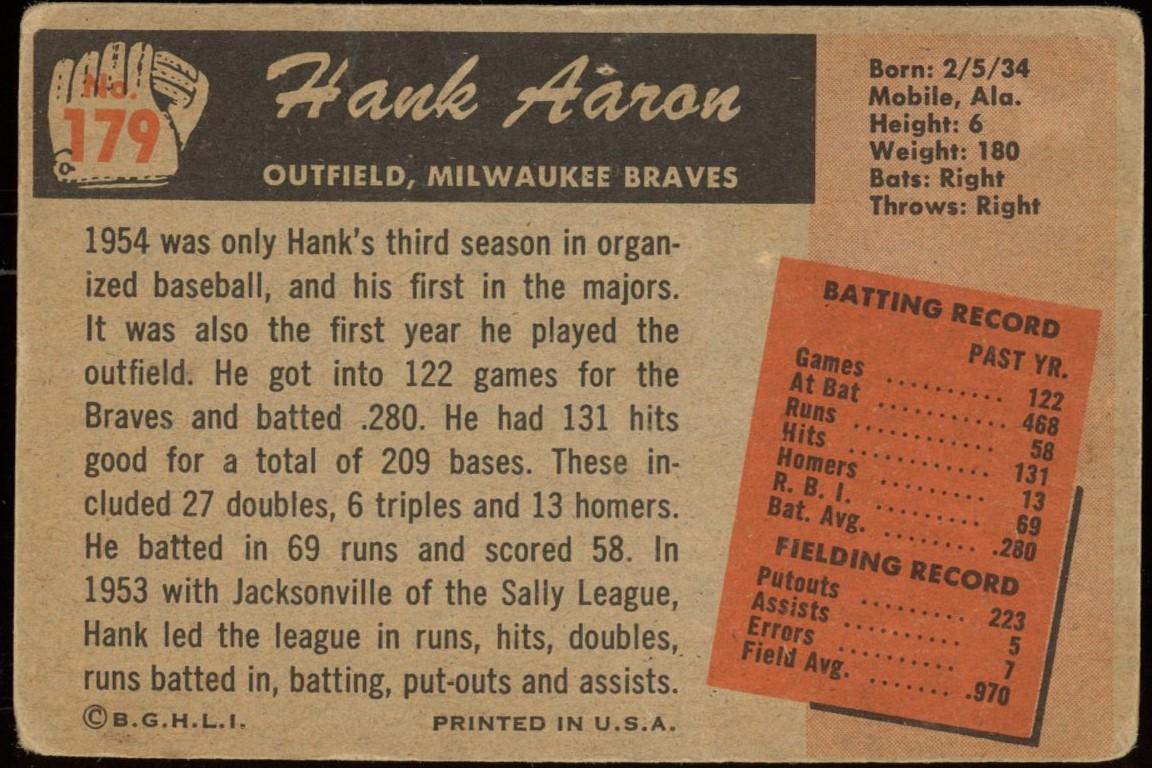 No.
179
Hank Aaron
OUTFIELD, MILWAUKEE BRAVES
Born: 2/5/34
Mobile, Ala.
Height: 6
Weight: 180
Bats: Right
Throws: Right
1954 was only Hank's third season in organ-
ized baseball, and his first in the majors.
It was also the first year he played the
outfield. He got into 122 games for the
Braves and batted .280. He had 131 hits
good for a total of 209 bases. These in-
cluded 27 doubles, 6 triples and 13 homers.
He batted in 69 runs and scored 58. In
1953 with Jacksonville of the Sally League,
Hank led the league in runs, hits, doubles,
runs batted in, batting, put-outs and assists.
©B.G.H.L.I. PRINTED IN U.S.A.
BATTING RECORD
PAST YR.
Games .......... 122
At Bat .......... 468
Runs .......... 58
Hits .......... 131
Homers .......... 13
R. B. I. .......... 69
Bat. Avg. ........ .280
FIELDING RECORD
Putouts .......... 223
Assists .......... 5
Errors .......... 7
Field Avg. ....... .970